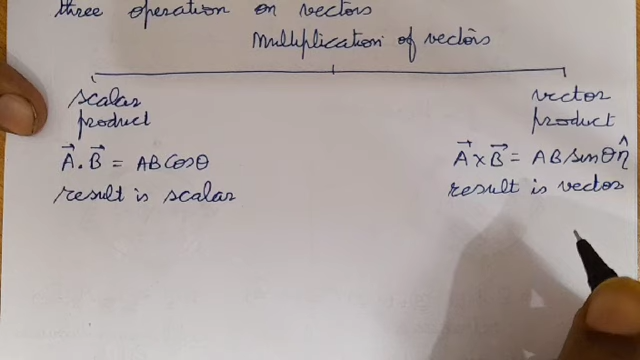 three operation on vectors
Multiplication of vectors
scalar product
A⃗ . B⃗ = AB Cosθ
result is scalar
vector product
A⃗ × B⃗ = AB sinθ n̂
result is vector